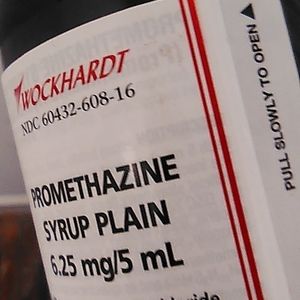 WOCKHARDT
NDC 60432-608-16
PROMETHAZINE
SYRUP PLAIN
6.25 mg/5 mL
PULL SLOWLY TO OPEN